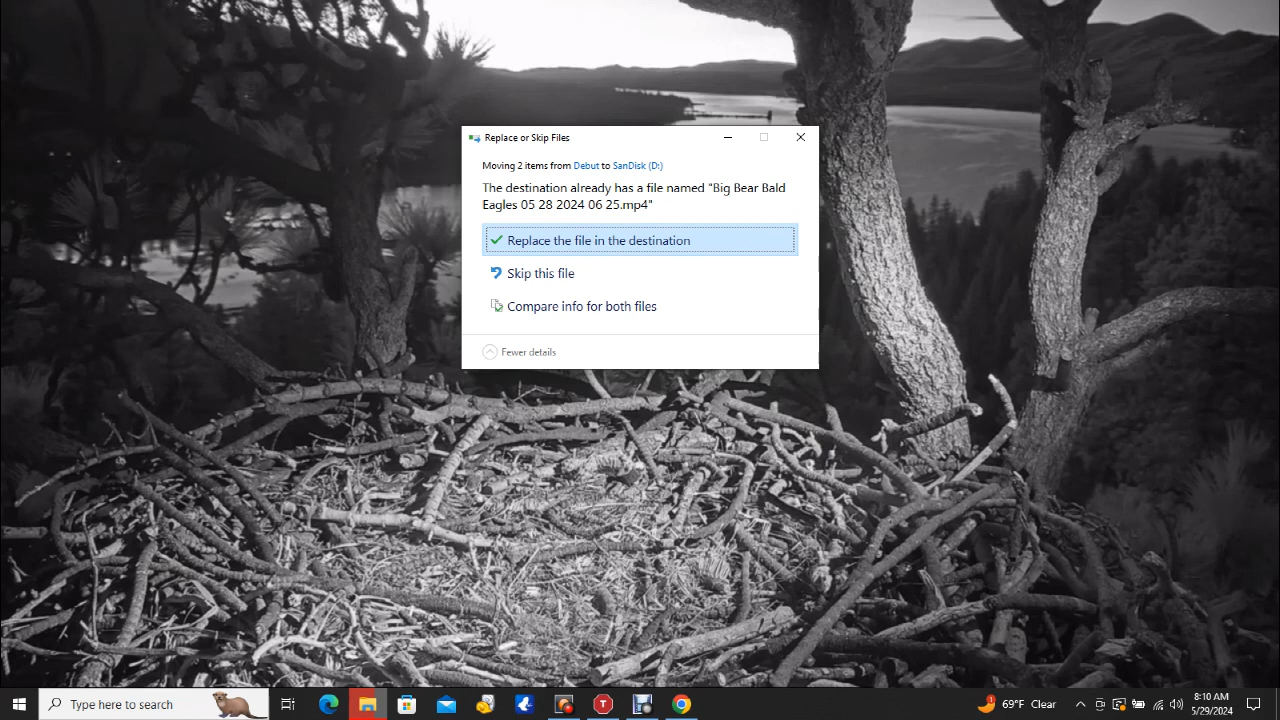 Replace or Skip Files
Moving 2 items from Debut to SanDisk (D:)
The destination already has a file named "Big Bear Bald
Eagles 05 28 2024 06 25.mp4"
Replace the file in the destination
Skip this file
Compare info for both files
Fewer details
Type here to search
T
69°F Clear
8:10 AM
5/29/2024